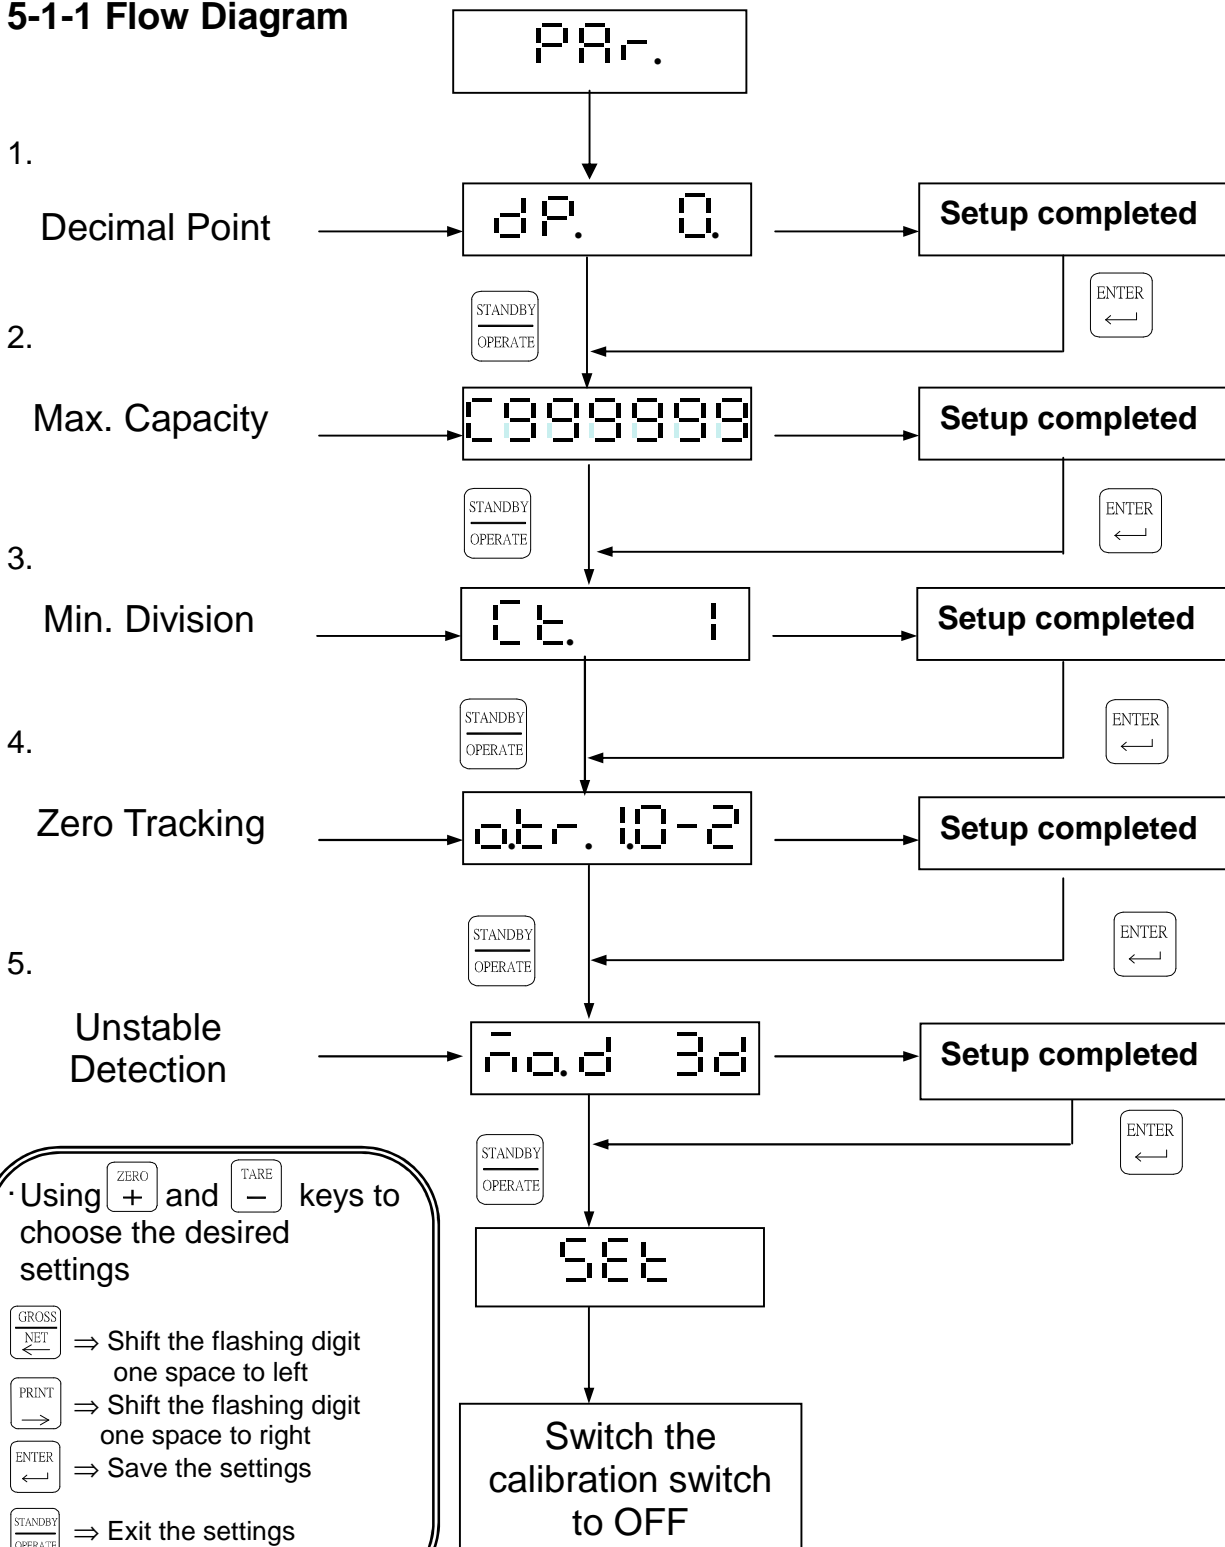 5-1-1 Flow Diagram
PAr.
1.
Decimal Point
dP. 0.
Setup completed
STANDBY
OPERATE
ENTER
2.
Max. Capacity
C999999
Setup completed
STANDBY
OPERATE
ENTER
3.
Min. Division
Ct. 1
Setup completed
STANDBY
OPERATE
ENTER
4.
Zero Tracking
o.tr. 1.0-2
Setup completed
STANDBY
OPERATE
ENTER
5.
Unstable
Detection
Setup completed
STANDBY
OPERATE
ENTER
SEt
· Using ZERO + and TARE − keys to
choose the desired
settings
GROSS
NET
←
⇒ Shift the flashing digit
one space to left
PRINT
→
⇒ Shift the flashing digit
one space to right
ENTER
⇒ Save the settings
STANDBY
OPERATE
⇒ Exit the settings
Switch the
calibration switch
to OFF